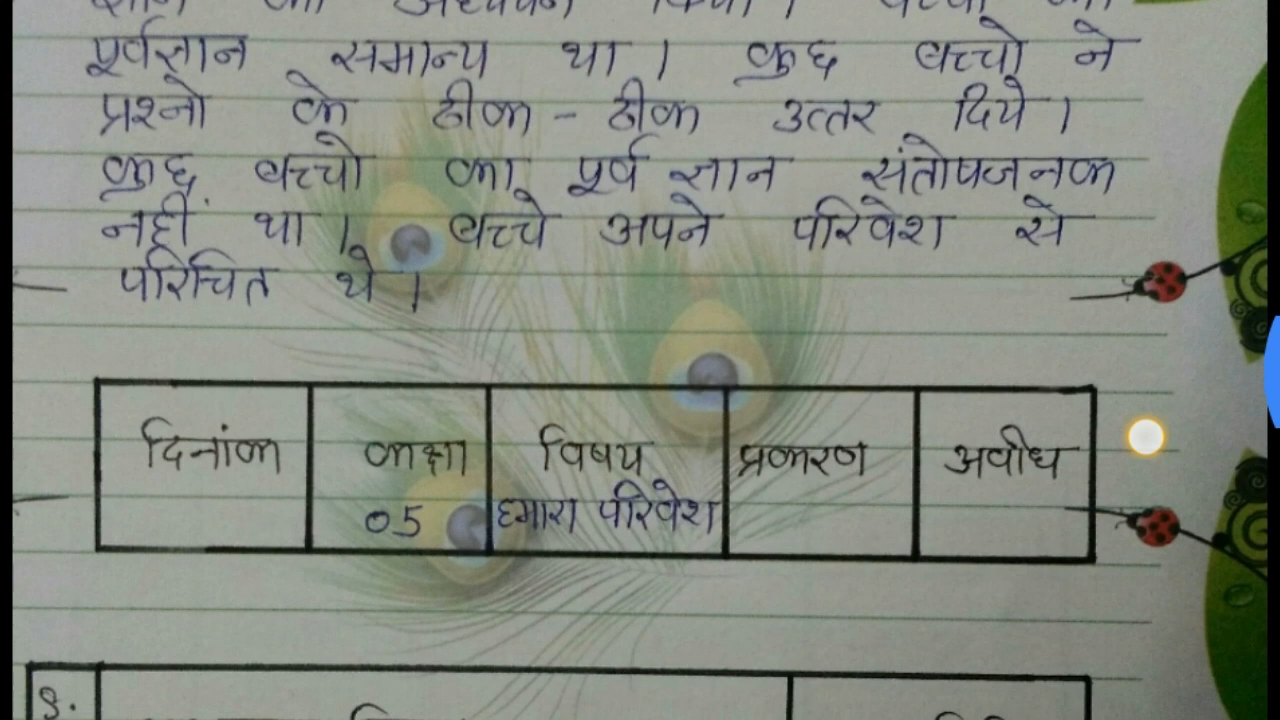 पूर्वज्ञान समान्य था। कुछ बच्चो ने
प्रश्नो के ठीक - ठीक उत्तर दिये।
कुछ बच्चो का पूर्व ज्ञान संतोषजनक
नहीं था। बच्चे अपने परिवेश से
परिचित थे।
दिनांक कक्षा विषय प्रकरण अवधि
05 हमारा परिवेश